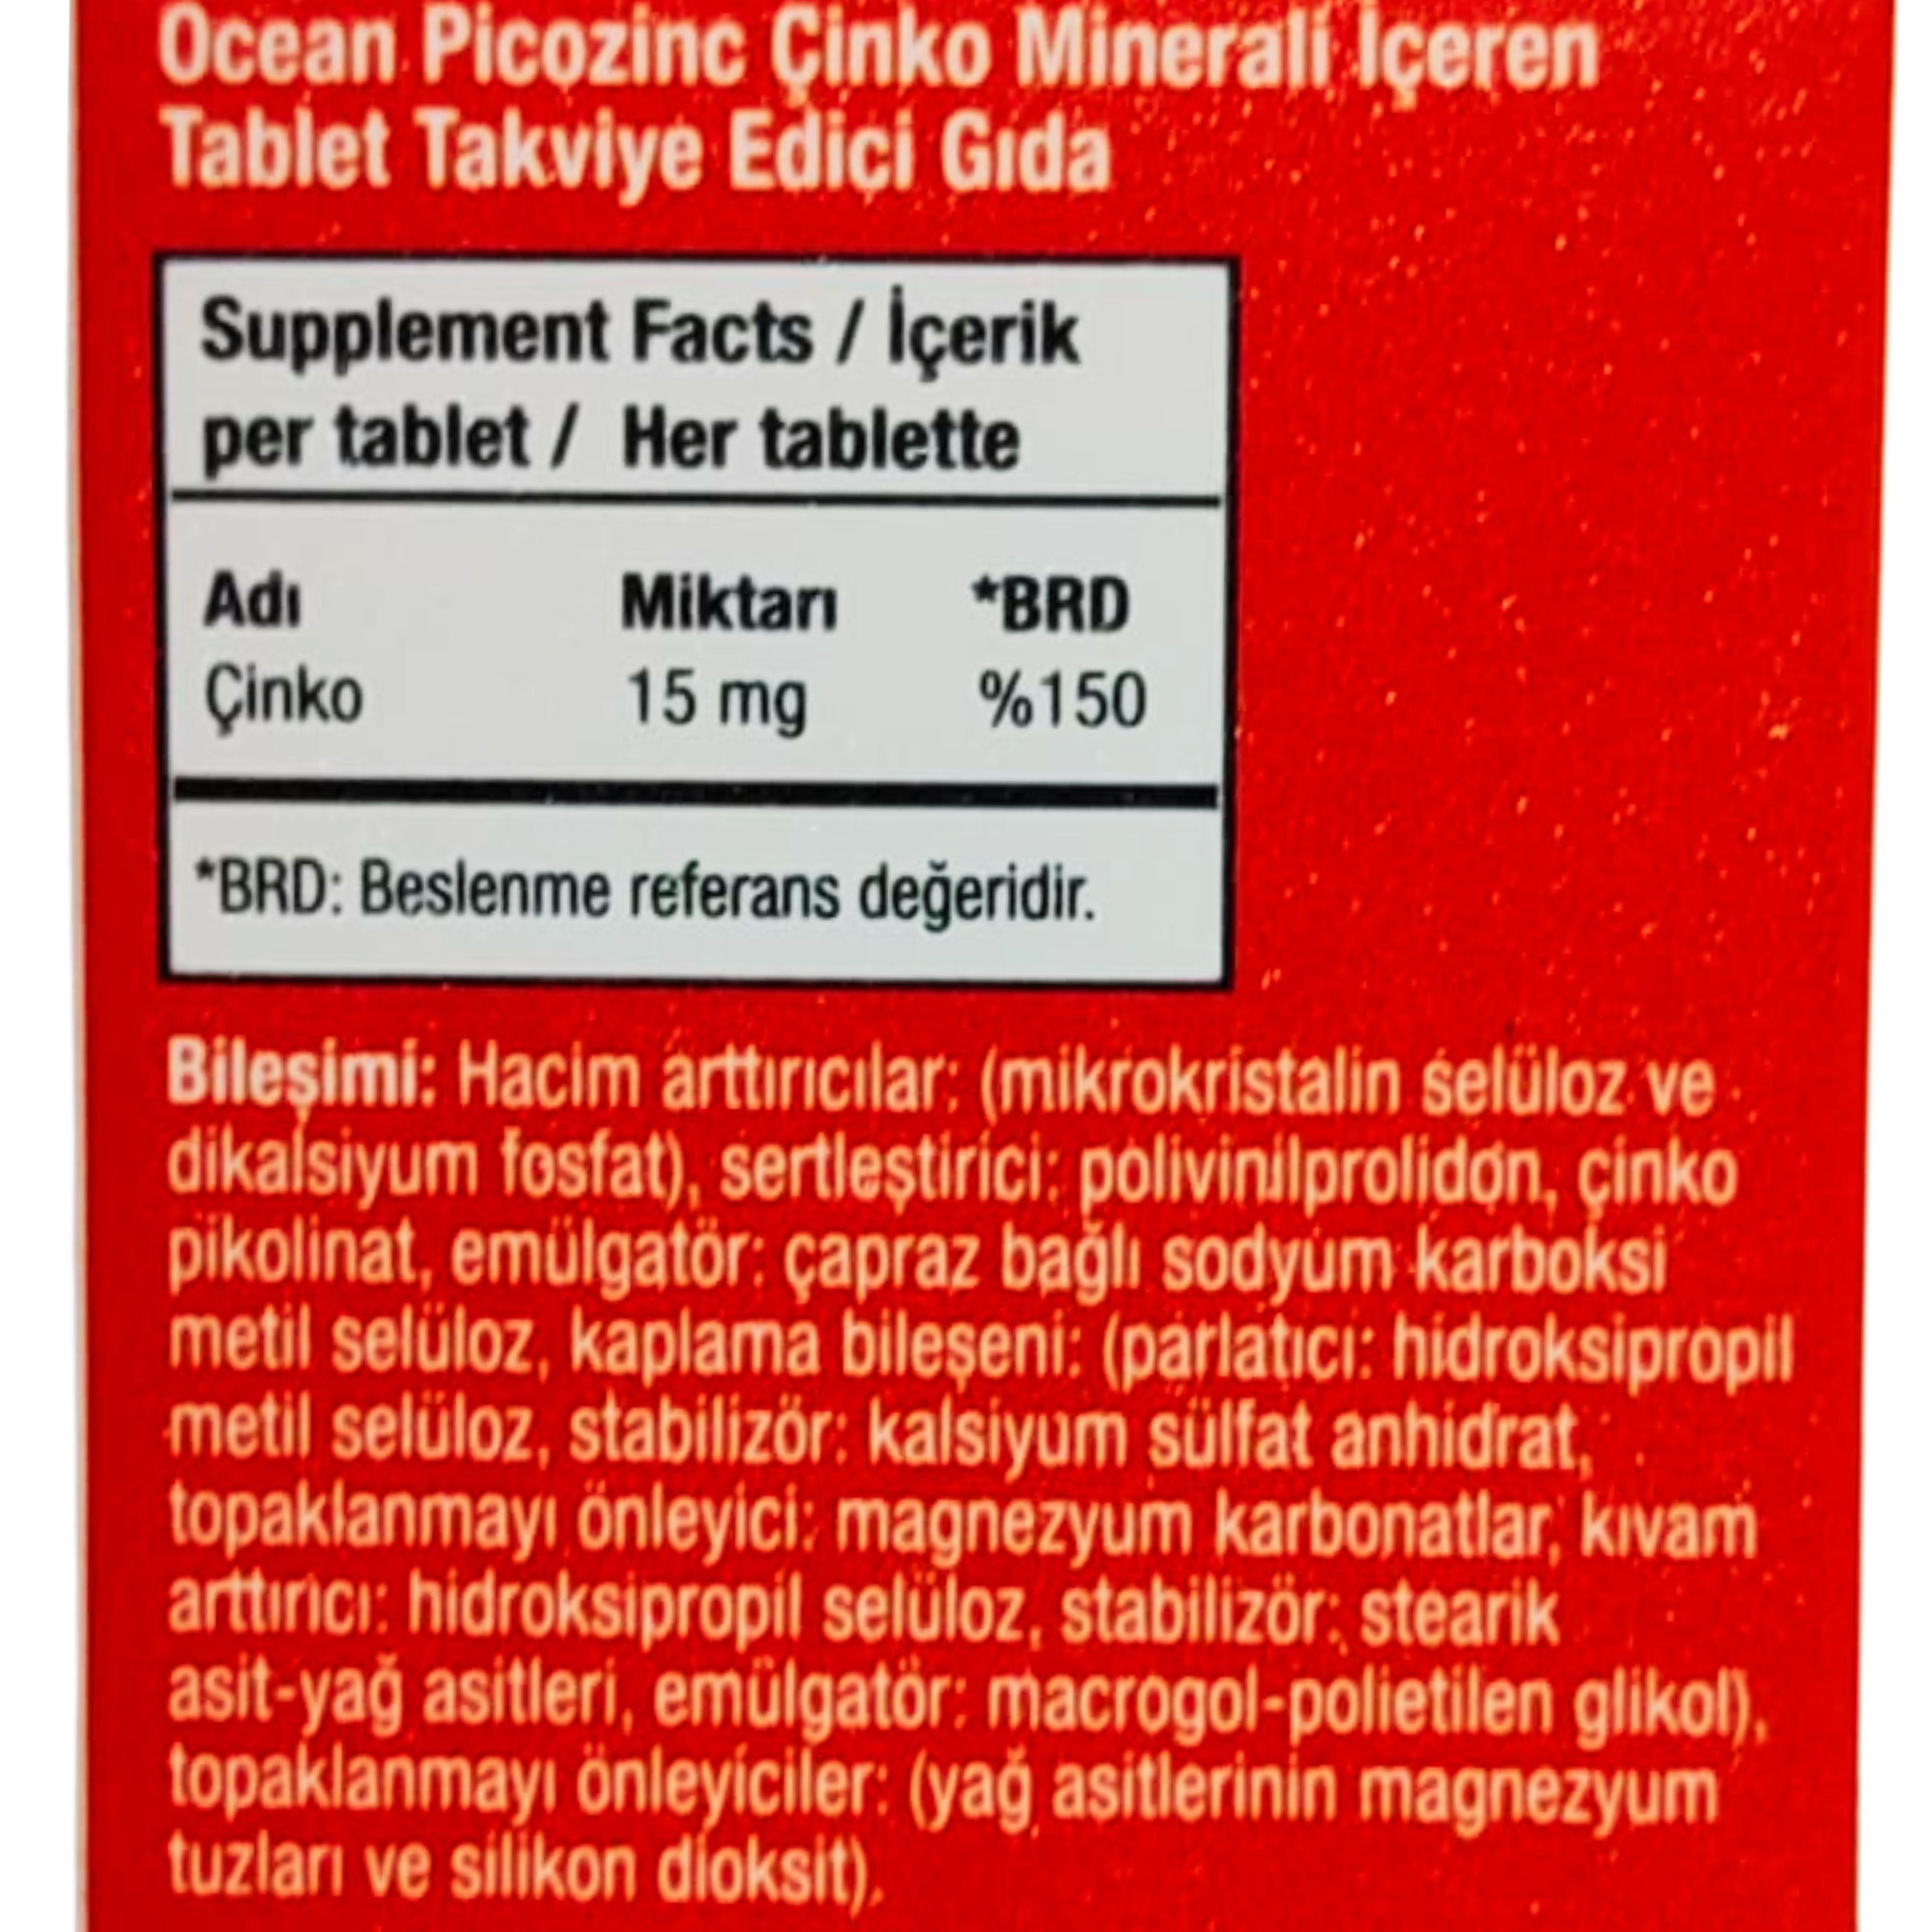 Ocean Picozinc Çinko Minerali İçeren
Tablet Takviye Edici Gıda
Supplement Facts / İçerik
per tablet / Her tablette
Adı Miktarı *BRD
Çinko 15 mg %150
*BRD: Beslenme referans değeridir.
Bileşimi: Hacim arttırıcılar: (mikrokristalin selüloz ve
dikalsiyum fosfat), sertleştirici: polivinilprolidon, çinko
pikolinat, emülgatör: çapraz bağlı sodyum karboksi
metil selüloz, kaplama bileşeni: (parlatıcı: hidroksipropil
metil selüloz, stabilizör: kalsiyum sülfat anhidrat,
topaklanmayı önleyici: magnezyum karbonatlar, kıvam
arttırıcı: hidroksipropil selüloz, stabilizör: stearik
asit-yağ asitleri, emülgatör: macrogol-polietilen glikol),
topaklanmayı önleyiciler: (yağ asitlerinin magnezyum
tuzları ve silikon dioksit).